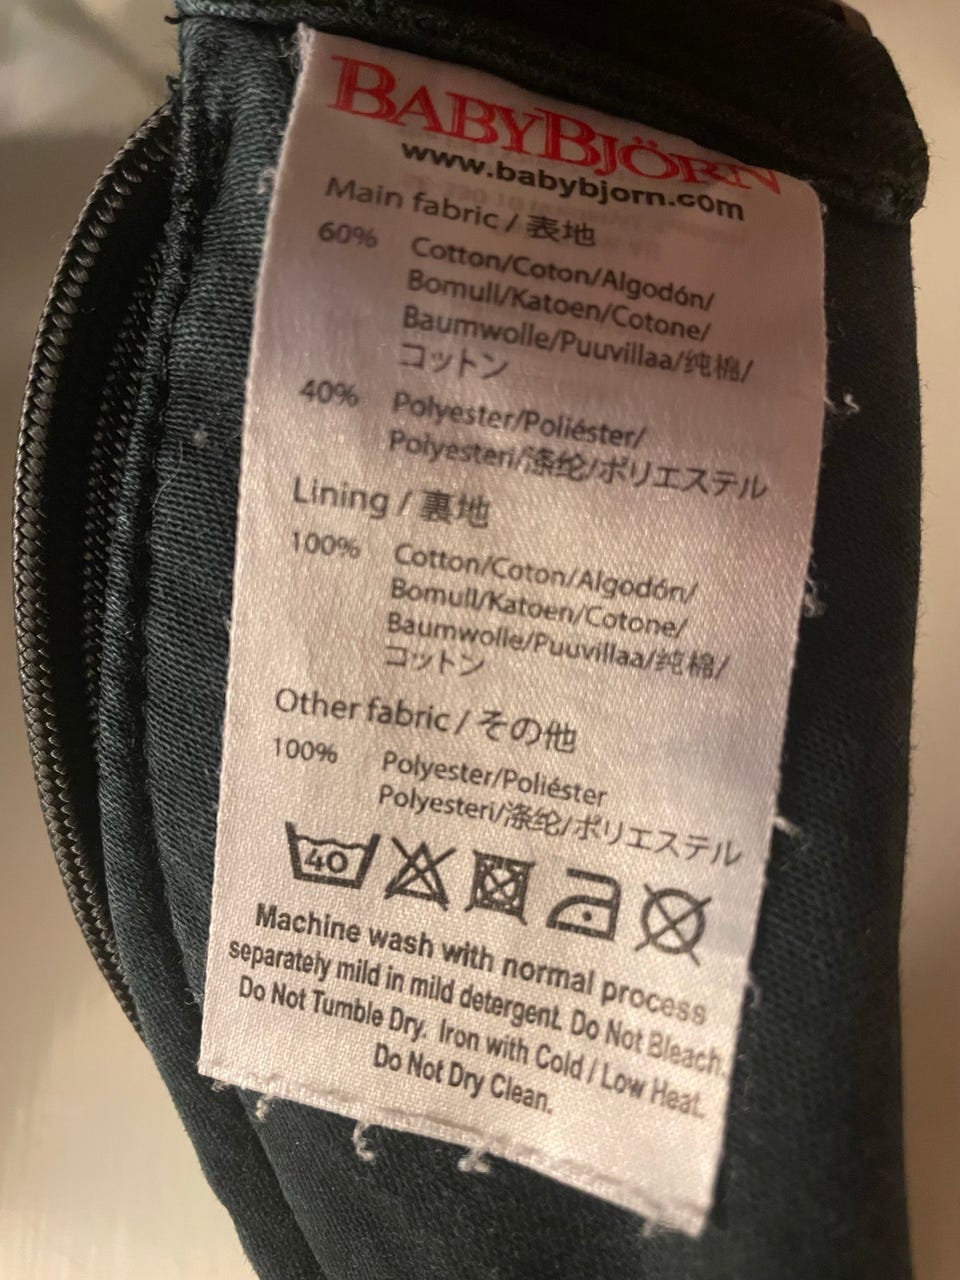 BABYBJÖRN
www.babybjorn.com
Main fabric / 表地
60% Cotton/Coton/Algodón/
Bomull/Katoen/Cotone/
Baumwolle/Puuvillaa/纯棉/
コットン
40% Polyester/Poliéster/
Polyesteri/涤纶/ポリエステル
Lining / 裏地
100% Cotton/Coton/Algodón/
Bomull/Katoen/Cotone/
Baumwolle/Puuvillaa/纯棉/
コットン
Other fabric / その他
100% Polyester/Poliéster
Polyesteri/涤纶/ポリエステル
40
Machine wash with normal process
separately mild in mild detergent. Do Not Bleach.
Do Not Tumble Dry. Iron with Cold / Low Heat.
Do Not Dry Clean.